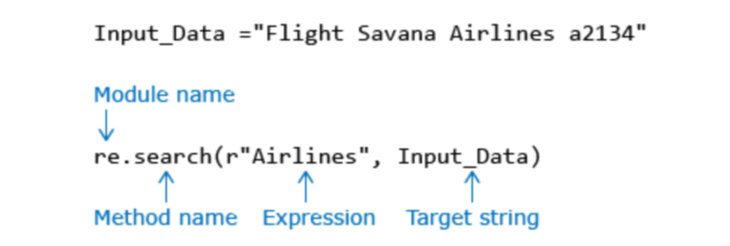 Input_Data ="Flight Savana Airlines a2134"
Module name
re.search(r"Airlines", Input_Data)
Method name Expression Target string